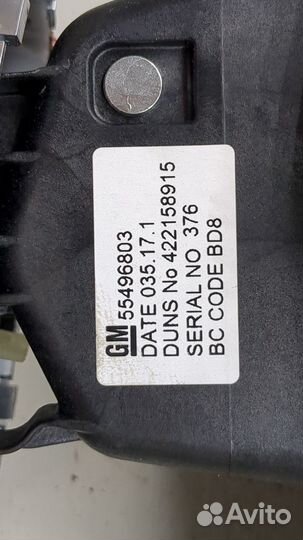 GM 55496803
DATE 035.17.1
DUNS No 422158915
SERIAL NO 376
BC CODE BD8
Avito